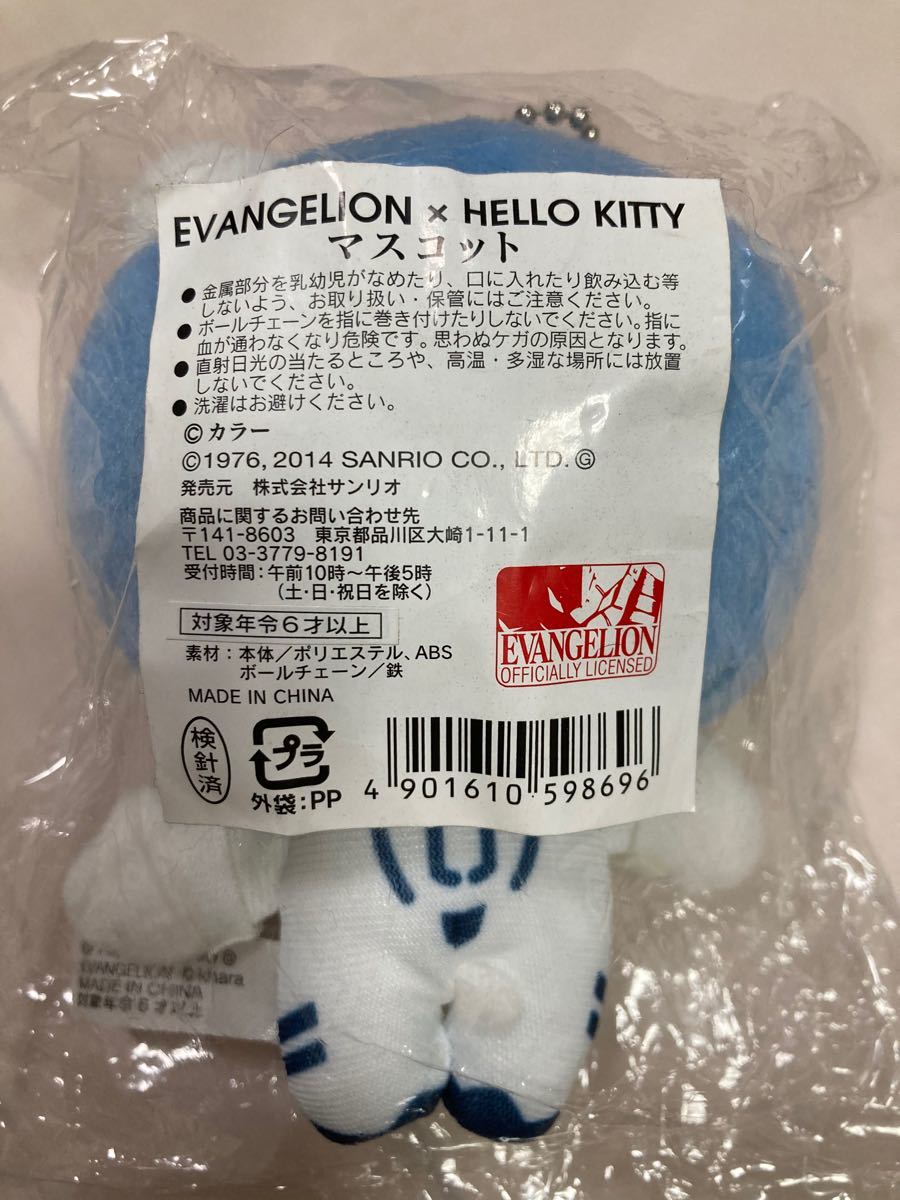 EVANGELION × HELLO KITTY
マスコット
● 金属部分を乳幼児がなめたり、口に入れたり飲み込む等
しないよう、お取り扱い・保管にはご注意ください。
● ボールチェーンを指に巻き付けたりしないでください。指に
血が通わなくなり危険です。思わぬケガの原因となります。
● 直射日光の当たるところや、高温・多湿な場所には放置
しないでください。
● 洗濯はお避けください。
© カラー
©1976, 2014 SANRIO CO., LTD. Ⓖ
発売元 株式会社サンリオ
商品に関するお問い合わせ先
〒141-8603 東京都品川区大崎1-11-1
TEL 03-3779-8191
受付時間:午前10時〜午後5時
(土・日・祝日を除く)
対象年令6才以上
素材:本体/ポリエステル、ABS
ボールチェーン/鉄
MADE IN CHINA
EVANGELION
OFFICIALLY LICENSED
検針済
プラ
外袋:PP
4 901610 598696
EVANGELION © khara
MADE IN CHINA
対象年令6才以上